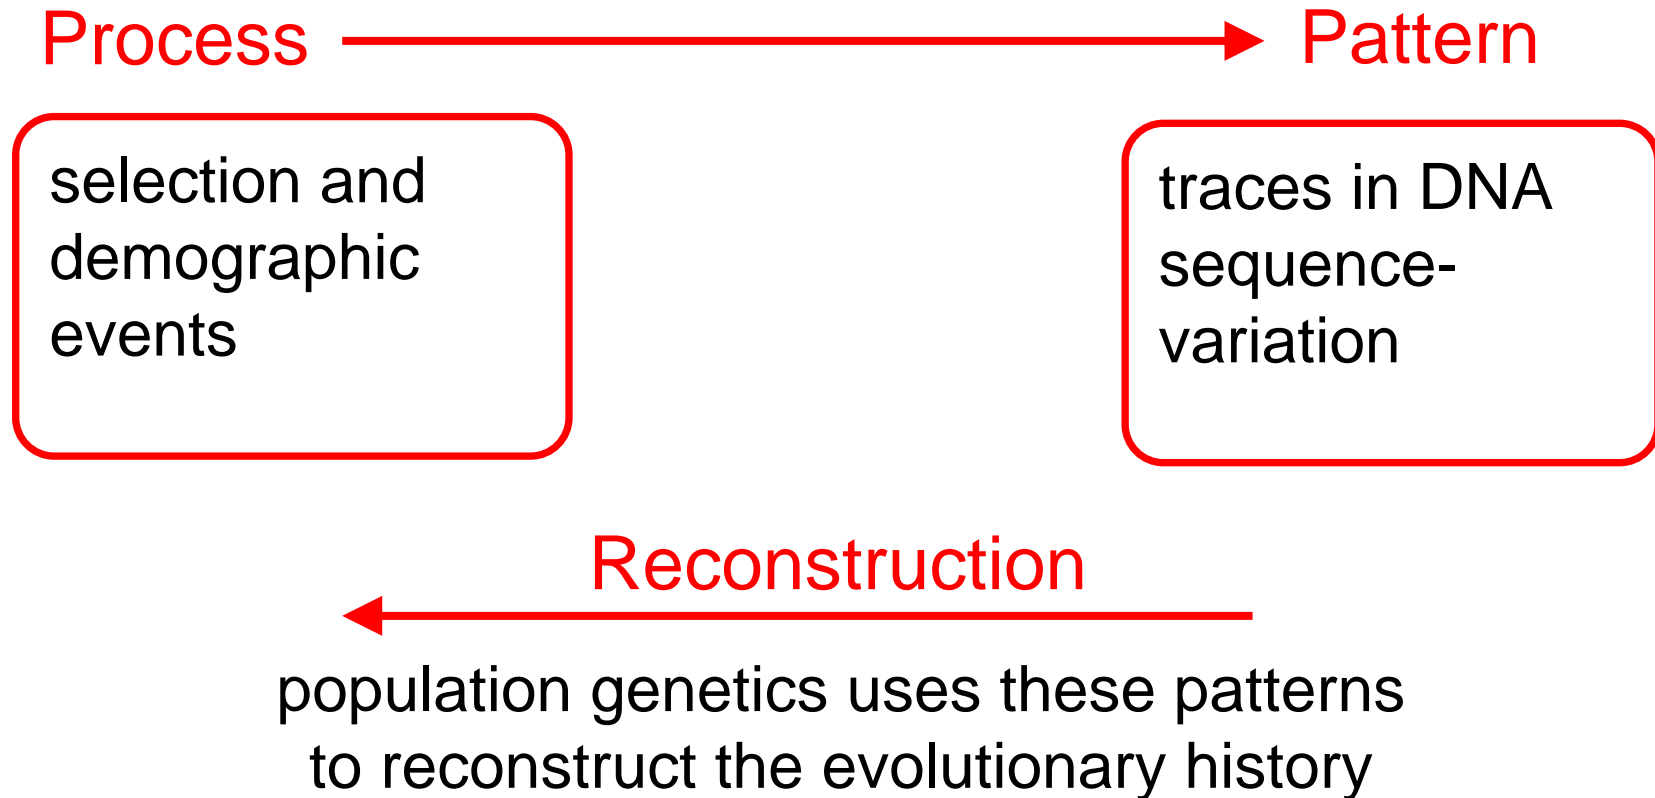 Process
Pattern
selection and
demographic
events
traces in DNA
sequence-
variation
Reconstruction
population genetics uses these patterns
to reconstruct the evolutionary history